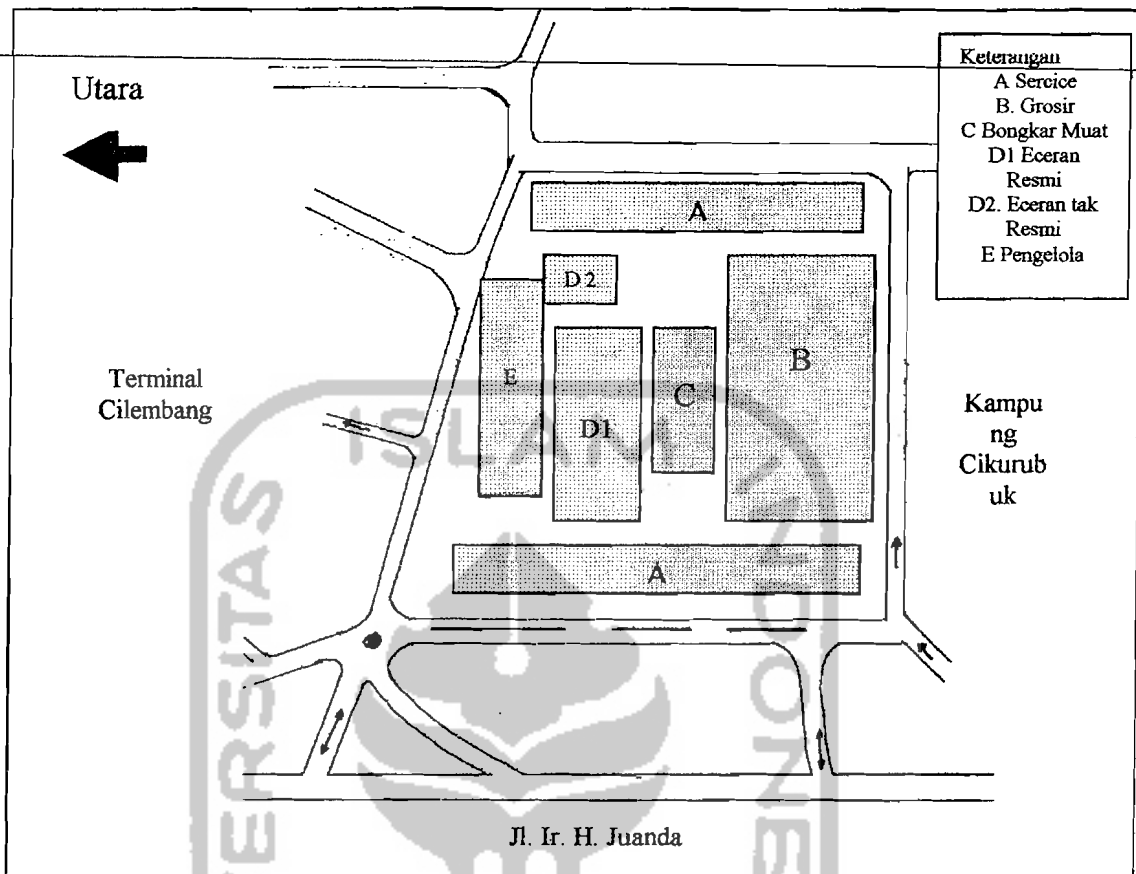 Utara
Keterangan
A Sercice
B. Grosir
C Bongkar Muat
D1 Eceran
Resmi
D2. Eceran tak
Resmi
E Pengelola
A
D2
E
D1
C
B
Terminal
Cilembang
Kampu
ng
Cikurub
uk
A
Jl. Ir. H. Juanda
ISLAM